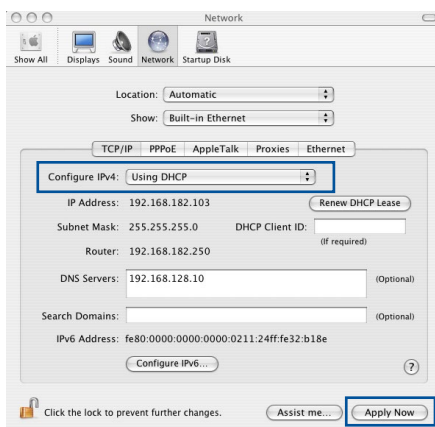 Network
Show All Displays Sound Network Startup Disk
Location: Automatic
Show: Built-in Ethernet
TCP/IP PPPoE AppleTalk Proxies Ethernet
Configure IPv4: Using DHCP
IP Address: 192.168.182.103 Renew DHCP Lease
Subnet Mask: 255.255.255.0 DHCP Client ID:
(If required)
Router: 192.168.182.250
DNS Servers: 192.168.128.10 (Optional)
Search Domains: (Optional)
IPv6 Address: fe80:0000:0000:0000:0211:24ff:fe32:b18e
Configure IPv6... ?
Click the lock to prevent further changes. Assist me... Apply Now